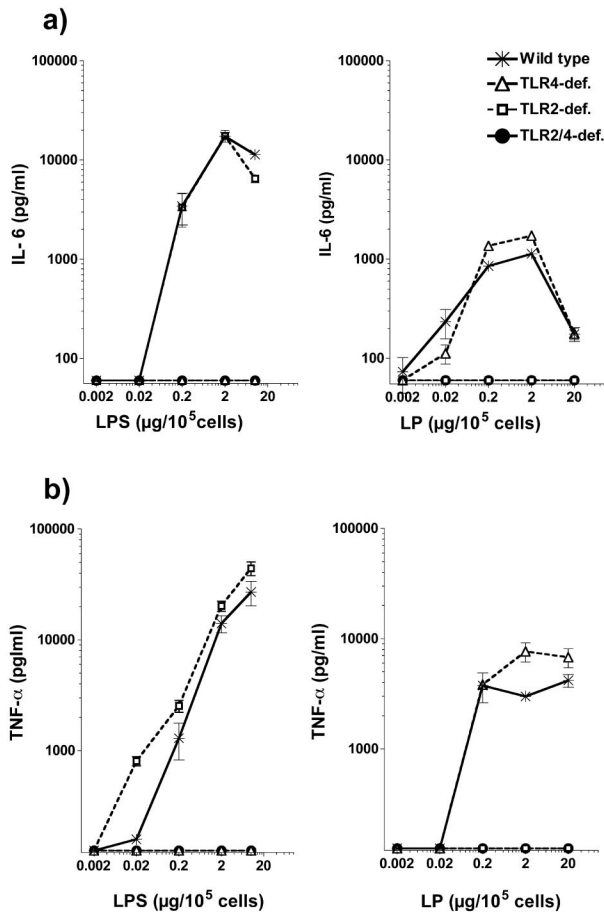 a)
Wild type
TLR4-def.
TLR2-def.
TLR2/4-def.
IL- 6 (pg/ml)
100000
10000
1000
100
0.002 0.02 0.2 2 20
LPS (µg/10⁵cells)
IL-6 (pg/ml)
100000
10000
1000
100
0.002 0.02 0.2 2 20
LP (µg/10⁵ cells)
b)
TNF-α (pglml)
100000
10000
1000
0.002 0.02 0.2 2 20
LPS (µg/10⁵ cells)
TNF-α (pg/ml)
100000
10000
1000
0.002 0.02 0.2 2 20
LP (µg/10⁵ cells)